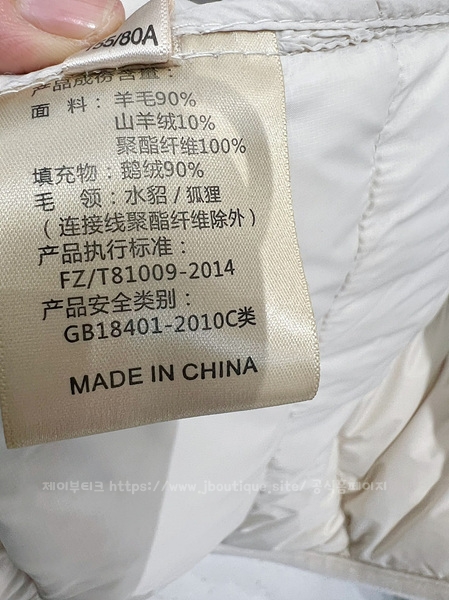 155/80A
产品成份含量：
面 料：羊毛90%
山羊绒10%
聚酯纤维100%
填充物：鹅绒90%
毛 领：水貂/狐狸
（连接线聚酯纤维除外）
产品执行标准：
FZ/T81009-2014
产品安全类别：
GB18401-2010C类
MADE IN CHINA
제이부티크 https://www.jboutique.site/ 공식홈페이지